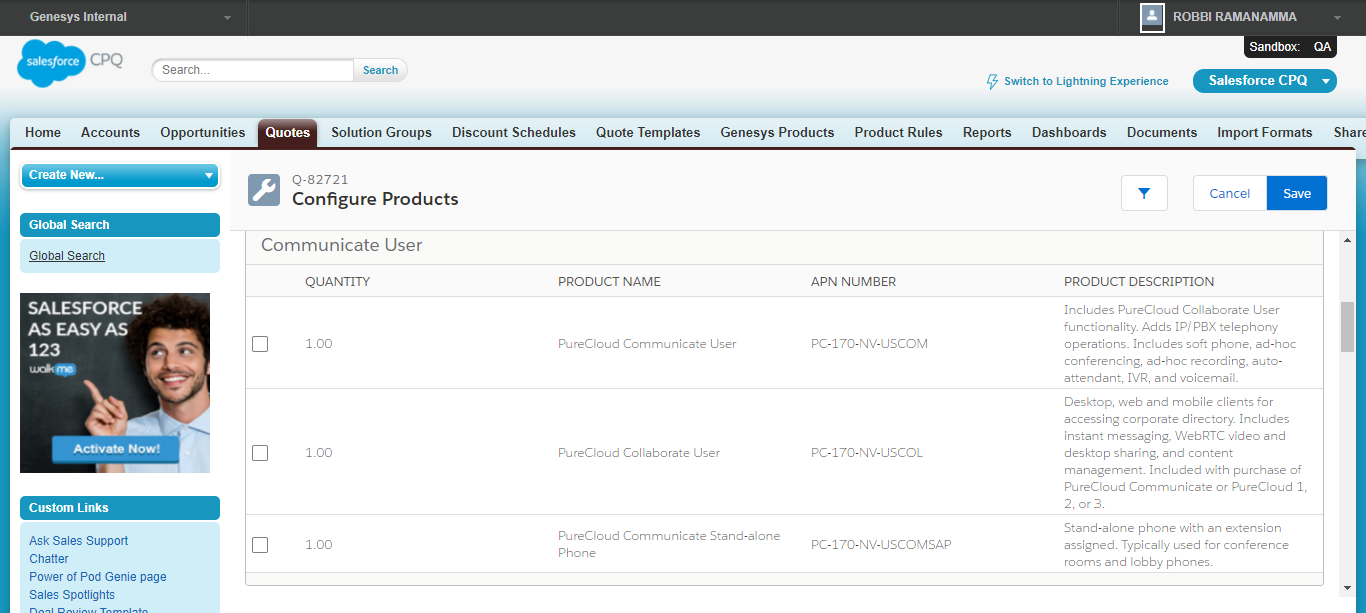 Genesys Internal
ROBBI RAMANAMMA
Sandbox: QA
salesforce CPQ
Search...
Search
Switch to Lightning Experience
Salesforce CPQ
Home Accounts Opportunities Quotes Solution Groups Discount Schedules Quote Templates Genesys Products Product Rules Reports Dashboards Documents Import Formats Share
Create New...
Global Search
Global Search
SALESFORCE
AS EASY AS
123
walkme
Activate Now!
Custom Links
Ask Sales Support
Chatter
Power of Pod Genie page
Sales Spotlights
Deal Review Template
Q-82721
Configure Products
Cancel
Save
Communicate User
QUANTITY PRODUCT NAME APN NUMBER PRODUCT DESCRIPTION
1.00 PureCloud Communicate User PC-170-NV-USCOM
Includes PureCloud Collaborate User
functionality. Adds IP/PBX telephony
operations. Includes soft phone, ad-hoc
conferencing, ad-hoc recording, auto-
attendant, IVR, and voicemail.
1.00 PureCloud Collaborate User PC-170-NV-USCOL
Desktop, web and mobile clients for
accessing corporate directory. Includes
instant messaging, WebRTC video and
desktop sharing, and content
management. Included with purchase of
PureCloud Communicate or PureCloud 1,
2, or 3.
1.00
PureCloud Communicate Stand-alone
Phone
PC-170-NV-USCOMSAP
Stand-alone phone with an extension
assigned. Typically used for conference
rooms and lobby phones.